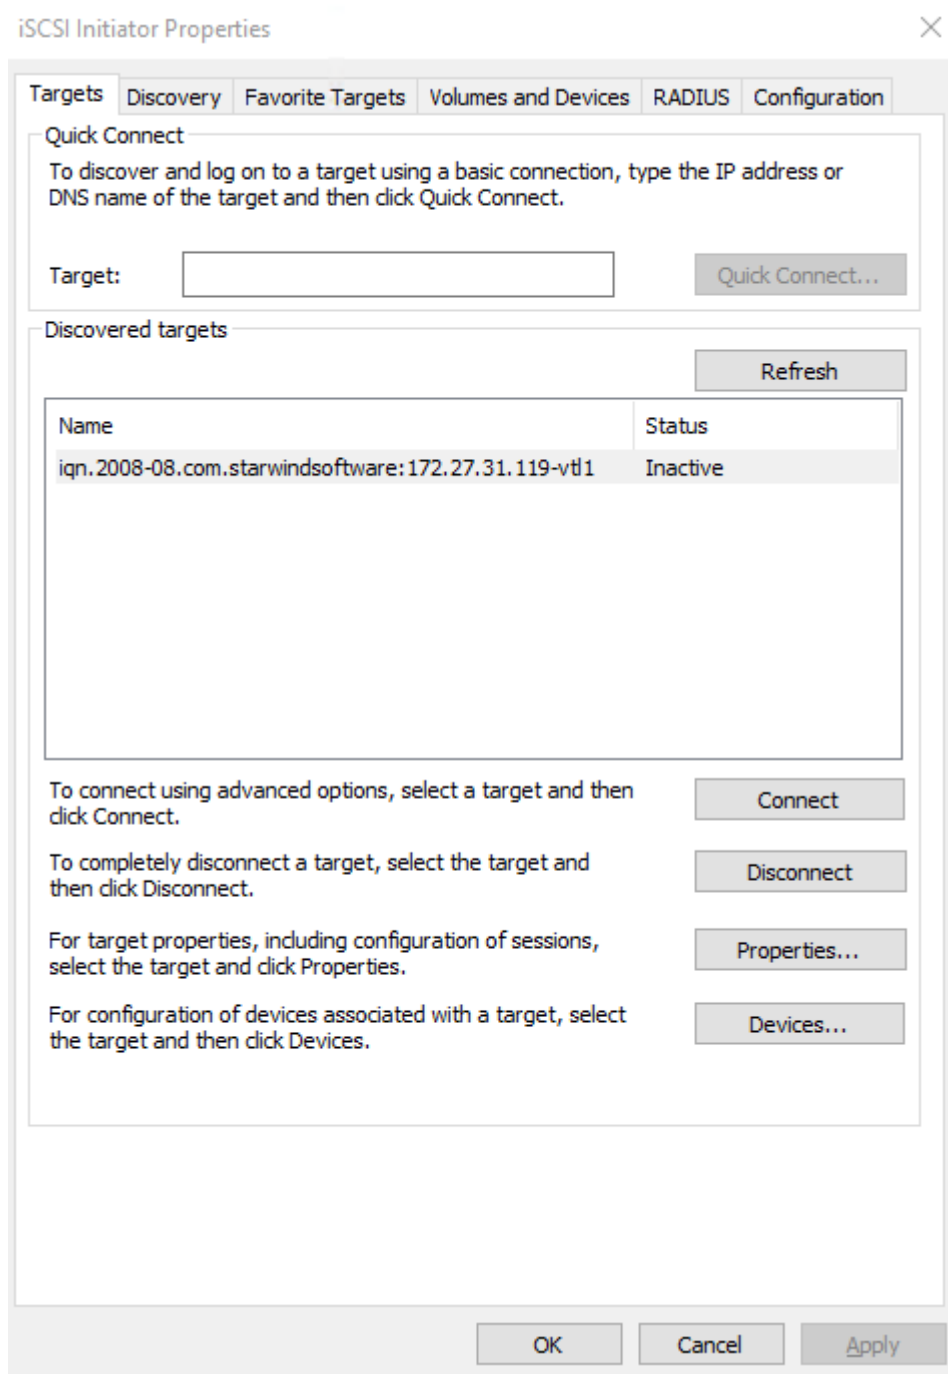 iSCSI Initiator Properties
Targets Discovery Favorite Targets Volumes and Devices RADIUS Configuration
Quick Connect
To discover and log on to a target using a basic connection, type the IP address or
DNS name of the target and then click Quick Connect.
Target: Quick Connect...
Discovered targets
Refresh
Name Status
iqn.2008-08.com.starwindsoftware:172.27.31.119-vtl1 Inactive
To connect using advanced options, select a target and then
click Connect.
Connect
To completely disconnect a target, select the target and
then click Disconnect.
Disconnect
For target properties, including configuration of sessions,
select the target and click Properties.
Properties...
For configuration of devices associated with a target, select
the target and then click Devices.
Devices...
OK Cancel Apply